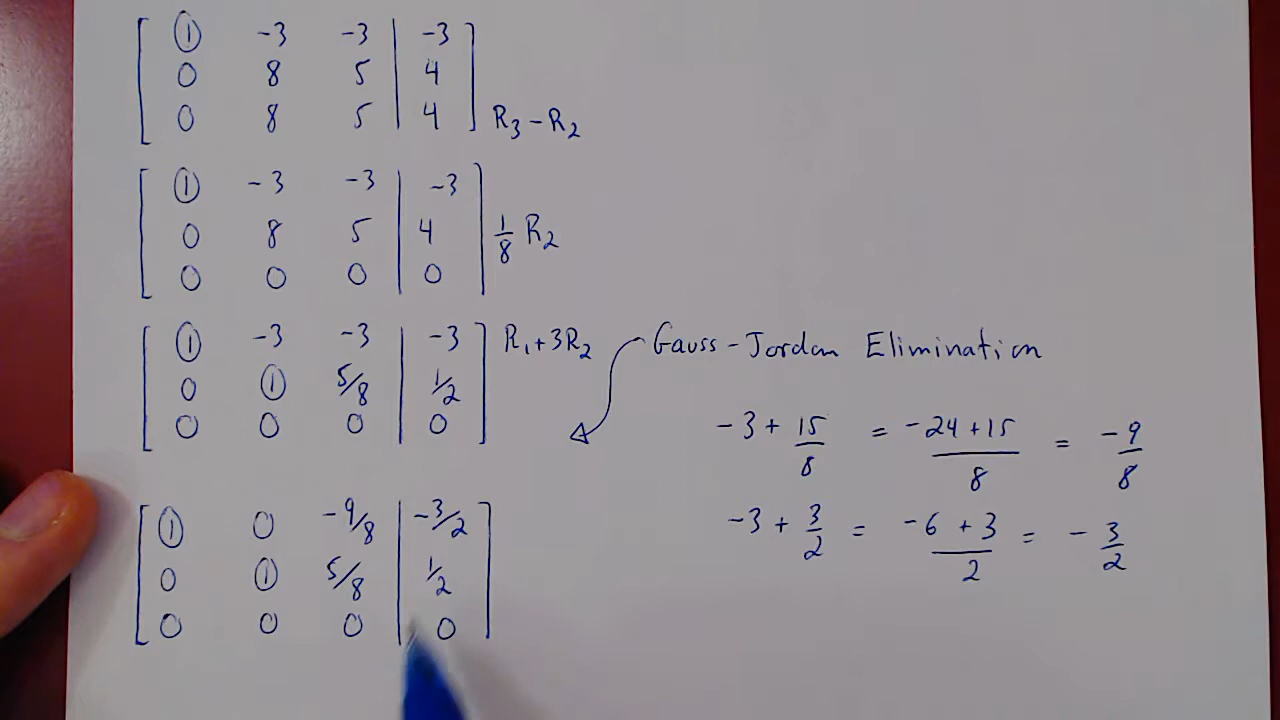 1 -3 -3 | -3
0 8 5 | 4
0 8 5 | 4 R3 - R2
1 -3 -3 | -3
0 8 5 | 4 1/8 R2
0 0 0 | 0
1 -3 -3 | -3 R1+3R2
0 1 5/8 | 1/2
0 0 0 | 0
Gauss-Jordan Elimination
-3 + 15/8 = -24+15/8 = -9/8
-3 + 3/2 = -6+3/2 = -3/2
1 0 -9/8 | -3/2
0 1 5/8 | 1/2
0 0 0 | 0